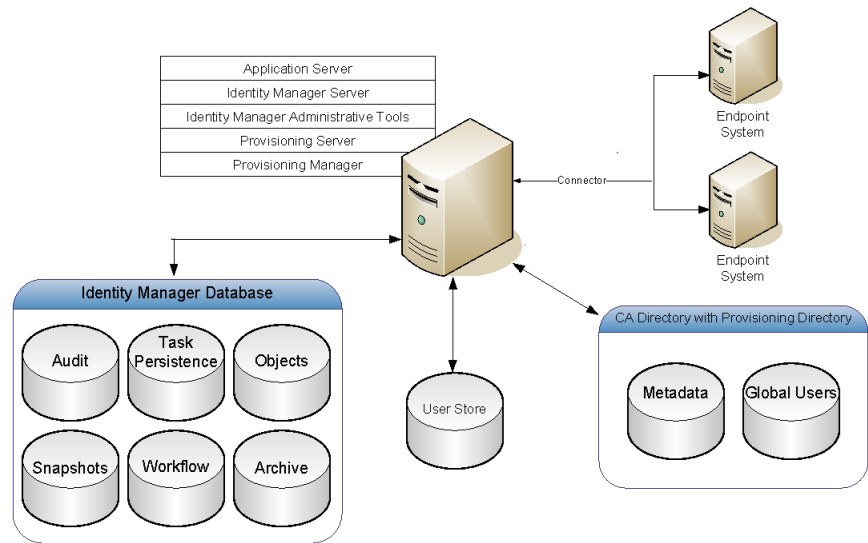 Application Server
Identity Manager Server
Identity Manager Administrative Tools
Provisioning Server
Provisioning Manager
Endpoint
System
Connector
Endpoint
System
Identity Manager Database
Audit
Task
Persistence
Objects
Snapshots
Workflow
Archive
User Store
CA Directory with Provisioning Directory
Metadata
Global Users